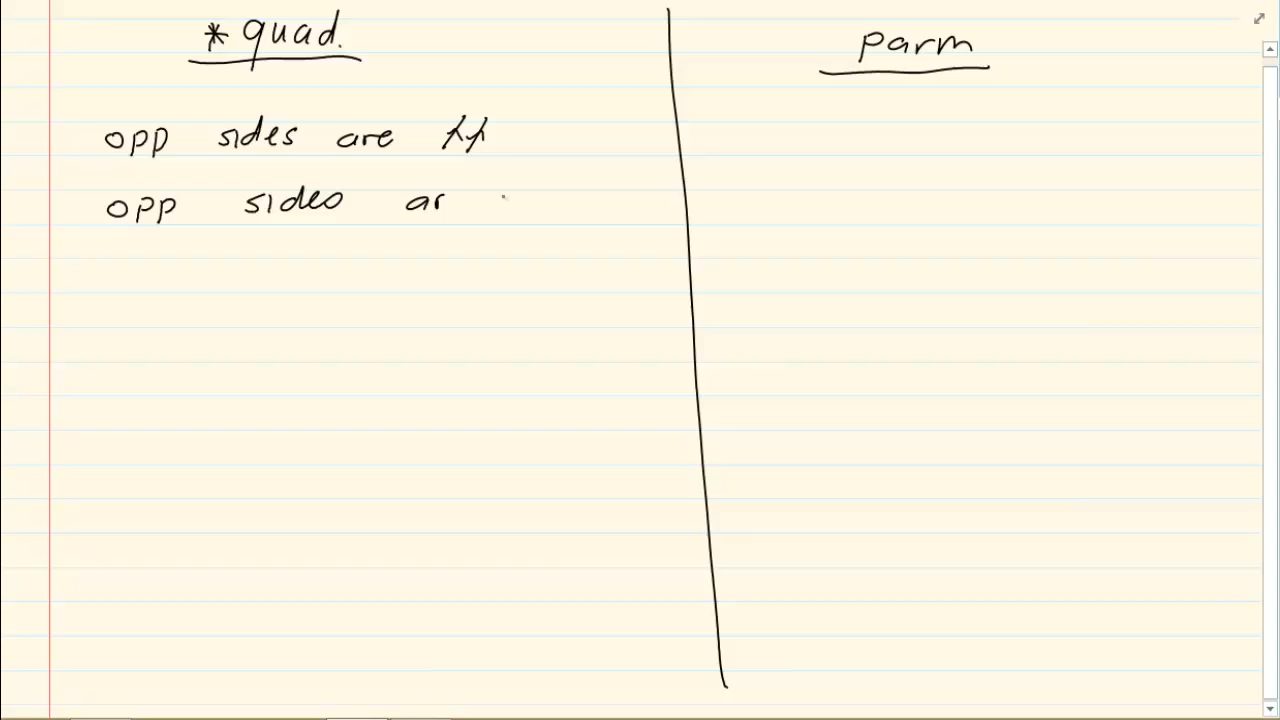 * quad.
parm
opp sides are //
opp sides ar